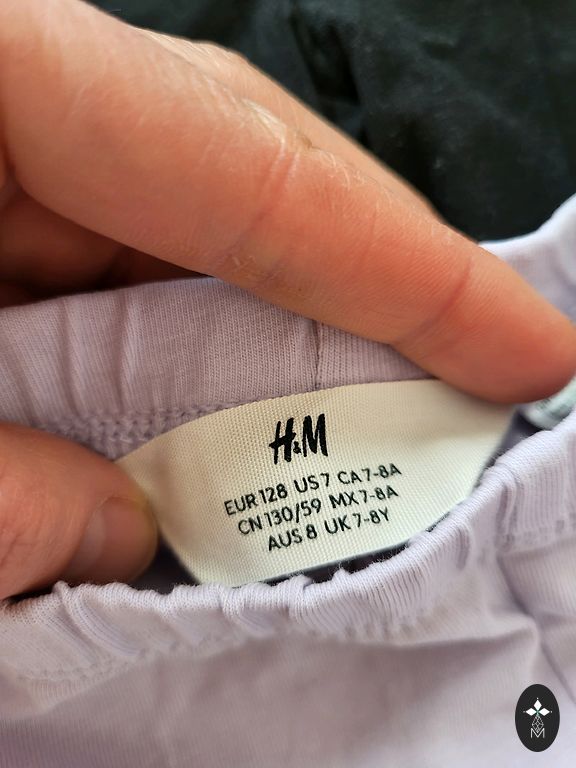 H&M
EUR 128 US 7 CA 7-8A
CN 130/59 MX 7-8A
AUS 8 UK 7-8Y
M